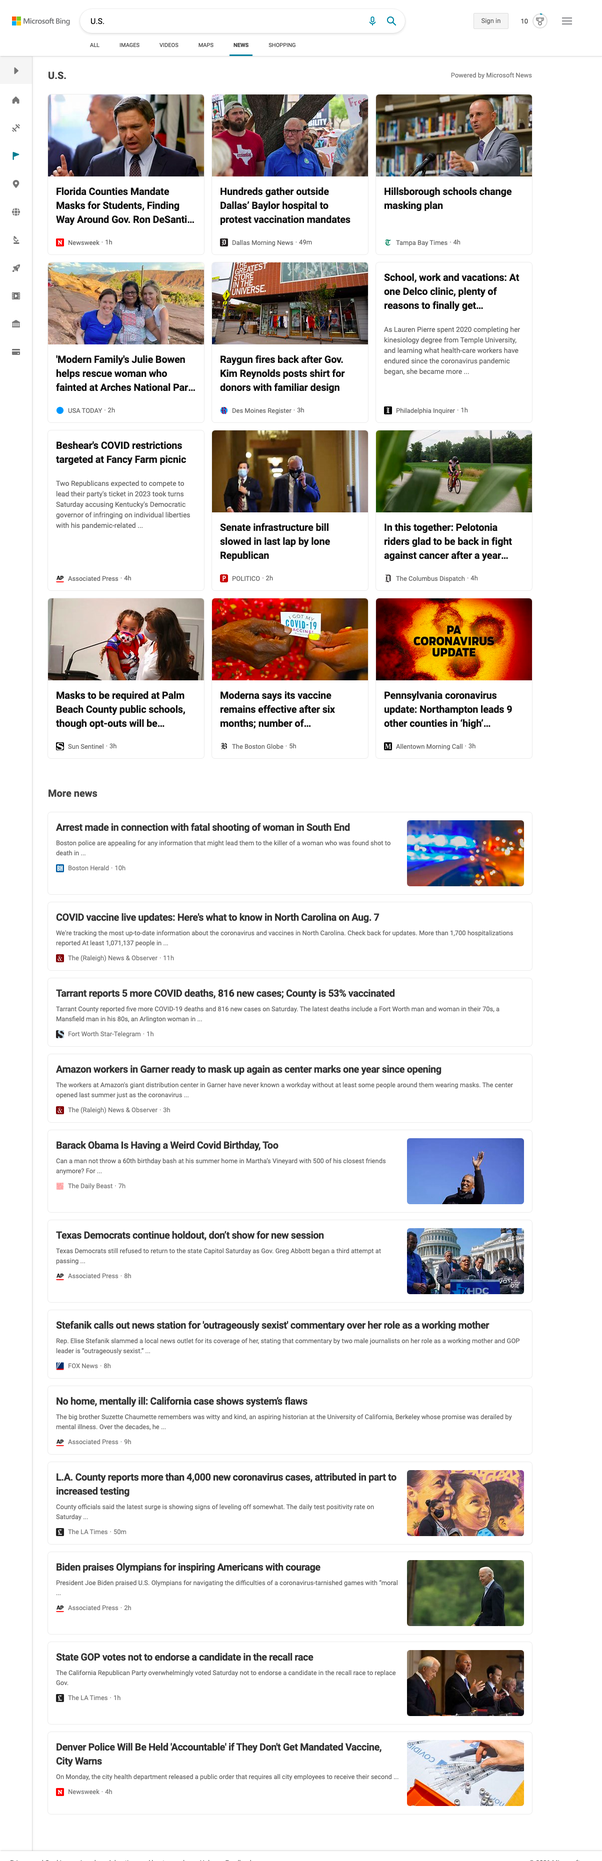 Microsoft Bing
U.S.
Sign in
10
ALL
IMAGES
VIDEOS
MAPS
NEWS
SHOPPING
U.S.
Powered by Microsoft News
Florida Counties Mandate
Masks for Students, Finding
Way Around Gov. Ron DeSanti...
Newsweek · 1h
Hundreds gather outside
Dallas' Baylor hospital to
protest vaccination mandates
Dallas Morning News · 49m
Hillsborough schools change
masking plan
Tampa Bay Times · 4h
'Modern Family's Julie Bowen
helps rescue woman who
fainted at Arches National Par...
USA TODAY · 2h
GREATEST
STORE IN
THE
UNIVERSE.
Raygun fires back after Gov.
Kim Reynolds posts shirt for
donors with familiar design
Des Moines Register · 3h
School, work and vacations: At
one Delco clinic, plenty of
reasons to finally get...
As Lauren Pierre spent 2020 completing her
kinesiology degree from Temple University,
and learning what health-care workers have
endured since the coronavirus pandemic
began, she became more ...
Philadelphia Inquirer · 1h
Beshear's COVID restrictions
targeted at Fancy Farm picnic
Two Republicans expected to compete to
lead their party's ticket in 2023 took turns
Saturday accusing Kentucky's Democratic
governor of infringing on individual liberties
with his pandemic-related ...
AP Associated Press · 4h
Senate infrastructure bill
slowed in last lap by lone
Republican
POLITICO · 2h
In this together: Pelotonia
riders glad to be back in fight
against cancer after a year...
The Columbus Dispatch · 4h
Masks to be required at Palm
Beach County public schools,
though opt-outs will be...
Sun Sentinel · 3h
I GOT MY
COVID-19
VACCINE!
Moderna says its vaccine
remains effective after six
months; number of...
The Boston Globe · 5h
PA
CORONAVIRUS
UPDATE
Pennsylvania coronavirus
update: Northampton leads 9
other counties in 'high'...
Allentown Morning Call · 3h
More news
Arrest made in connection with fatal shooting of woman in South End
Boston police are appealing for any information that might lead them to the killer of a woman who was found shot to
death in ...
Boston Herald · 10h
COVID vaccine live updates: Here's what to know in North Carolina on Aug. 7
We're tracking the most up-to-date information about the coronavirus and vaccines in North Carolina. Check back for updates. More than 1,700 hospitalizations
reported At least 1,071,137 people in ...
The (Raleigh) News & Observer · 11h
Tarrant reports 5 more COVID deaths, 816 new cases; County is 53% vaccinated
Tarrant County reported five more COVID-19 deaths and 816 new cases on Saturday. The latest deaths include a Fort Worth man and woman in their 70s, a
Mansfield man in his 80s, an Arlington woman in ...
Fort Worth Star-Telegram · 1h
Amazon workers in Garner ready to mask up again as center marks one year since opening
The workers at Amazon's giant distribution center in Garner have never known a workday without at least some people around them wearing masks. The center
opened last summer just as the coronavirus ...
The (Raleigh) News & Observer · 3h
Barack Obama Is Having a Weird Covid Birthday, Too
Can a man not throw a 60th birthday bash at his summer home in Martha's Vineyard with 500 of his closest friends
anymore? For ...
The Daily Beast · 7h
Texas Democrats continue holdout, don't show for new session
Texas Democrats still refused to return to the state Capitol Saturday as Gov. Greg Abbott began a third attempt at
passing ...
AP Associated Press · 8h
Stefanik calls out news station for 'outrageously sexist' commentary over her role as a working mother
Rep. Elise Stefanik slammed a local news outlet for its coverage of her, stating that commentary by two male journalists on her role as a working mother and GOP
leader is "outrageously sexist." ...
FOX News · 8h
No home, mentally ill: California case shows system's flaws
The big brother Suzette Chaumette remembers was witty and kind, an aspiring historian at the University of California, Berkeley whose promise was derailed by
mental illness. Over the decades, he ...
AP Associated Press · 9h
L.A. County reports more than 4,000 new coronavirus cases, attributed in part to
increased testing
County officials said the latest surge is showing signs of leveling off somewhat. The daily test positivity rate on
Saturday ...
The LA Times · 50m
Biden praises Olympians for inspiring Americans with courage
President Joe Biden praised U.S. Olympians for navigating the difficulties of a coronavirus-tarnished games with "moral
...
AP Associated Press · 2h
State GOP votes not to endorse a candidate in the recall race
The California Republican Party overwhelmingly voted Saturday not to endorse a candidate in the recall race to replace
Gov.
The LA Times · 1h
Denver Police Will Be Held 'Accountable' if They Don't Get Mandated Vaccine,
City Warns
On Monday, the city health department released a public order that requires all city employees to receive their second ...
Newsweek · 4h